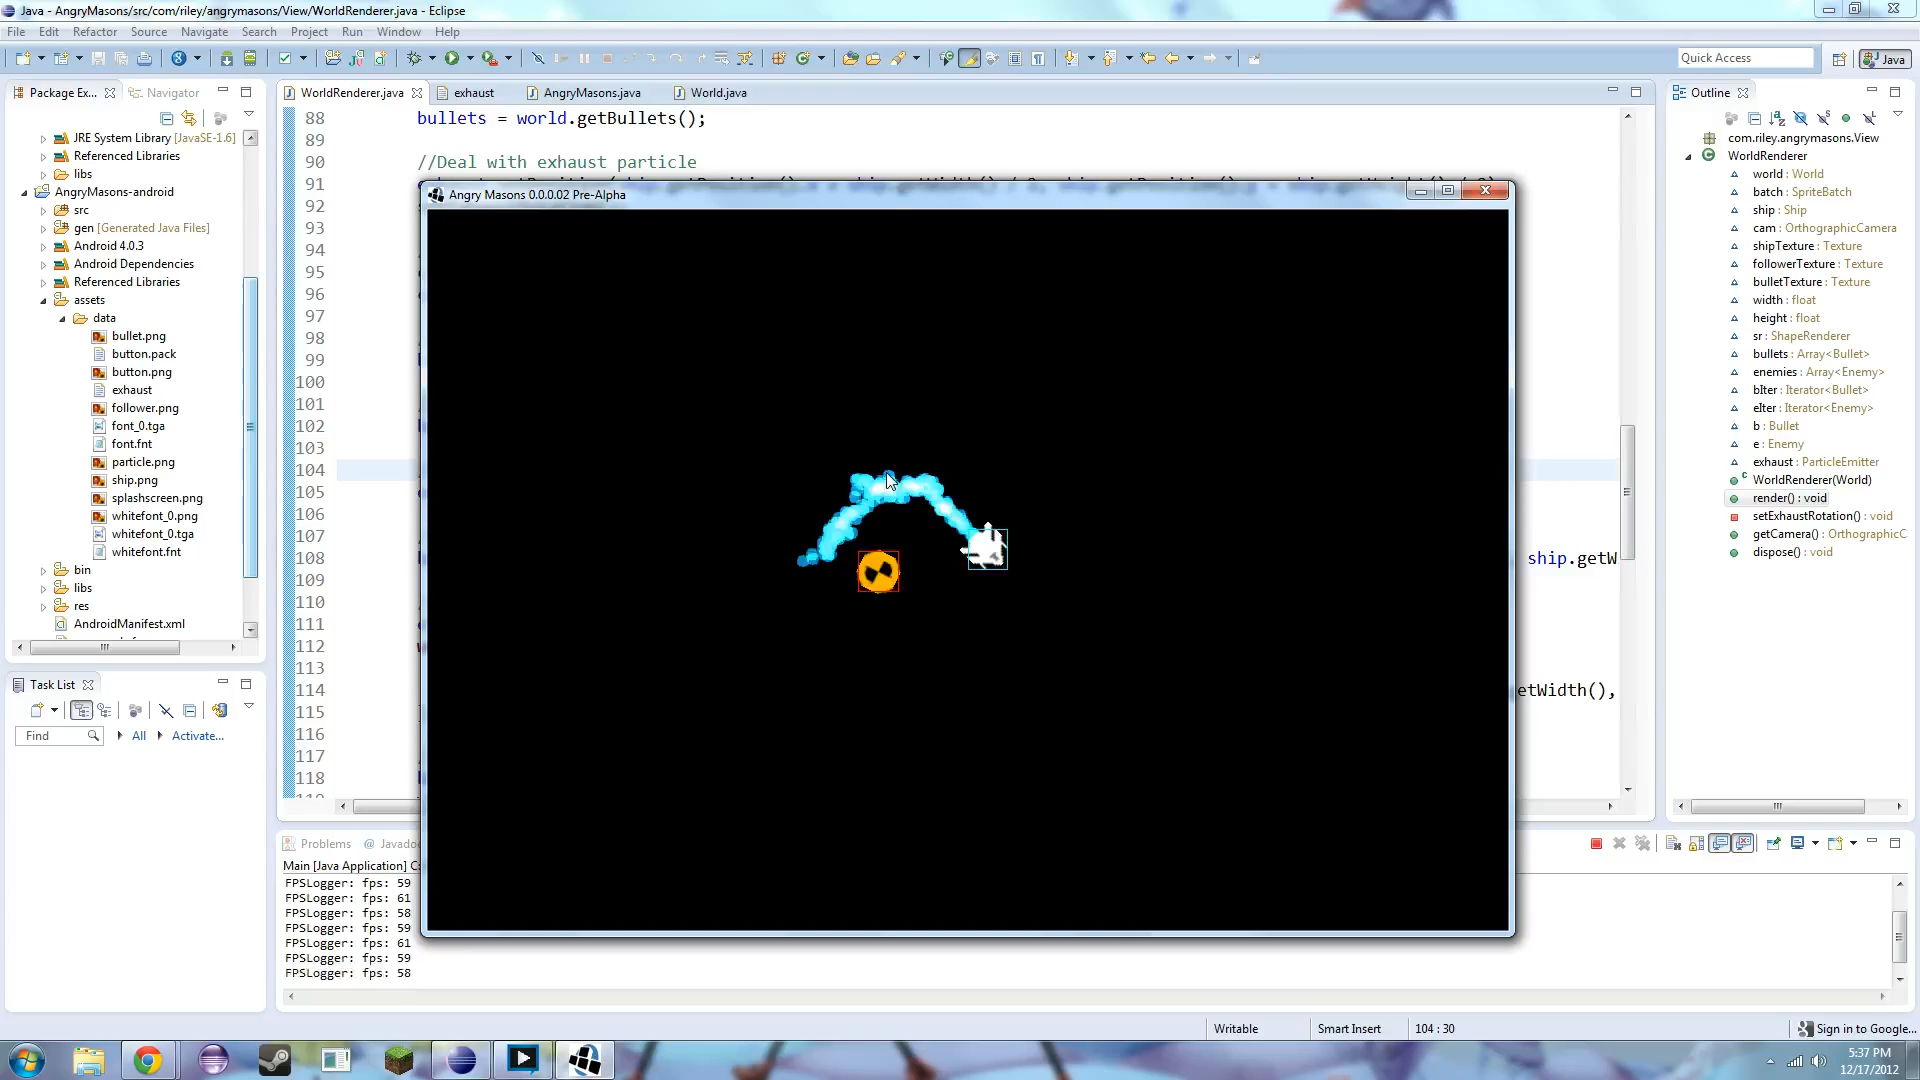 Java - AngryMasons/src/com/riley/angrymasons/View/WorldRenderer.java - Eclipse
File Edit Refactor Source Navigate Search Project Run Window Help
Quick Access
Java
Package Ex...
Navigator
JRE System Library [JavaSE-1.6]
Referenced Libraries
libs
AngryMasons-android
src
gen [Generated Java Files]
Android 4.0.3
Android Dependencies
Referenced Libraries
assets
data
bullet.png
button.pack
button.png
exhaust
follower.png
font_0.tga
font.fnt
particle.png
ship.png
splashscreen.png
whitefont_0.png
whitefont_0.tga
whitefont.fnt
bin
libs
res
AndroidManifest.xml
Task List
Find
All
Activate...
WorldRenderer.java
exhaust
AngryMasons.java
World.java
88 bullets = world.getBullets();
89
90 //Deal with exhaust particle
91
92
93
94
95
96
97
98
99
100
101
102
103
104
105
106
107
108 ship.getW
109
110
111
112
113
114 etWidth(),
115
116
117
118
Angry Masons 0.0.0.02 Pre-Alpha
Outline
com.riley.angrymasons.View
WorldRenderer
world : World
batch : SpriteBatch
ship : Ship
cam : OrthographicCamera
shipTexture : Texture
followerTexture : Texture
bulletTexture : Texture
width : float
height : float
sr : ShapeRenderer
bullets : Array<Bullet>
enemies : Array<Enemy>
bIter : Iterator<Bullet>
eIter : Iterator<Enemy>
b : Bullet
e : Enemy
exhaust : ParticleEmitter
WorldRenderer(World)
render() : void
setExhaustRotation() : void
getCamera() : OrthographicC
dispose() : void
Problems
@ Javado
Main [Java Application] C:
FPSLogger: fps: 59
FPSLogger: fps: 61
FPSLogger: fps: 58
FPSLogger: fps: 59
FPSLogger: fps: 61
FPSLogger: fps: 59
FPSLogger: fps: 58
Writable
Smart Insert
104 : 30
Sign in to Google...
5:37 PM
12/17/2012